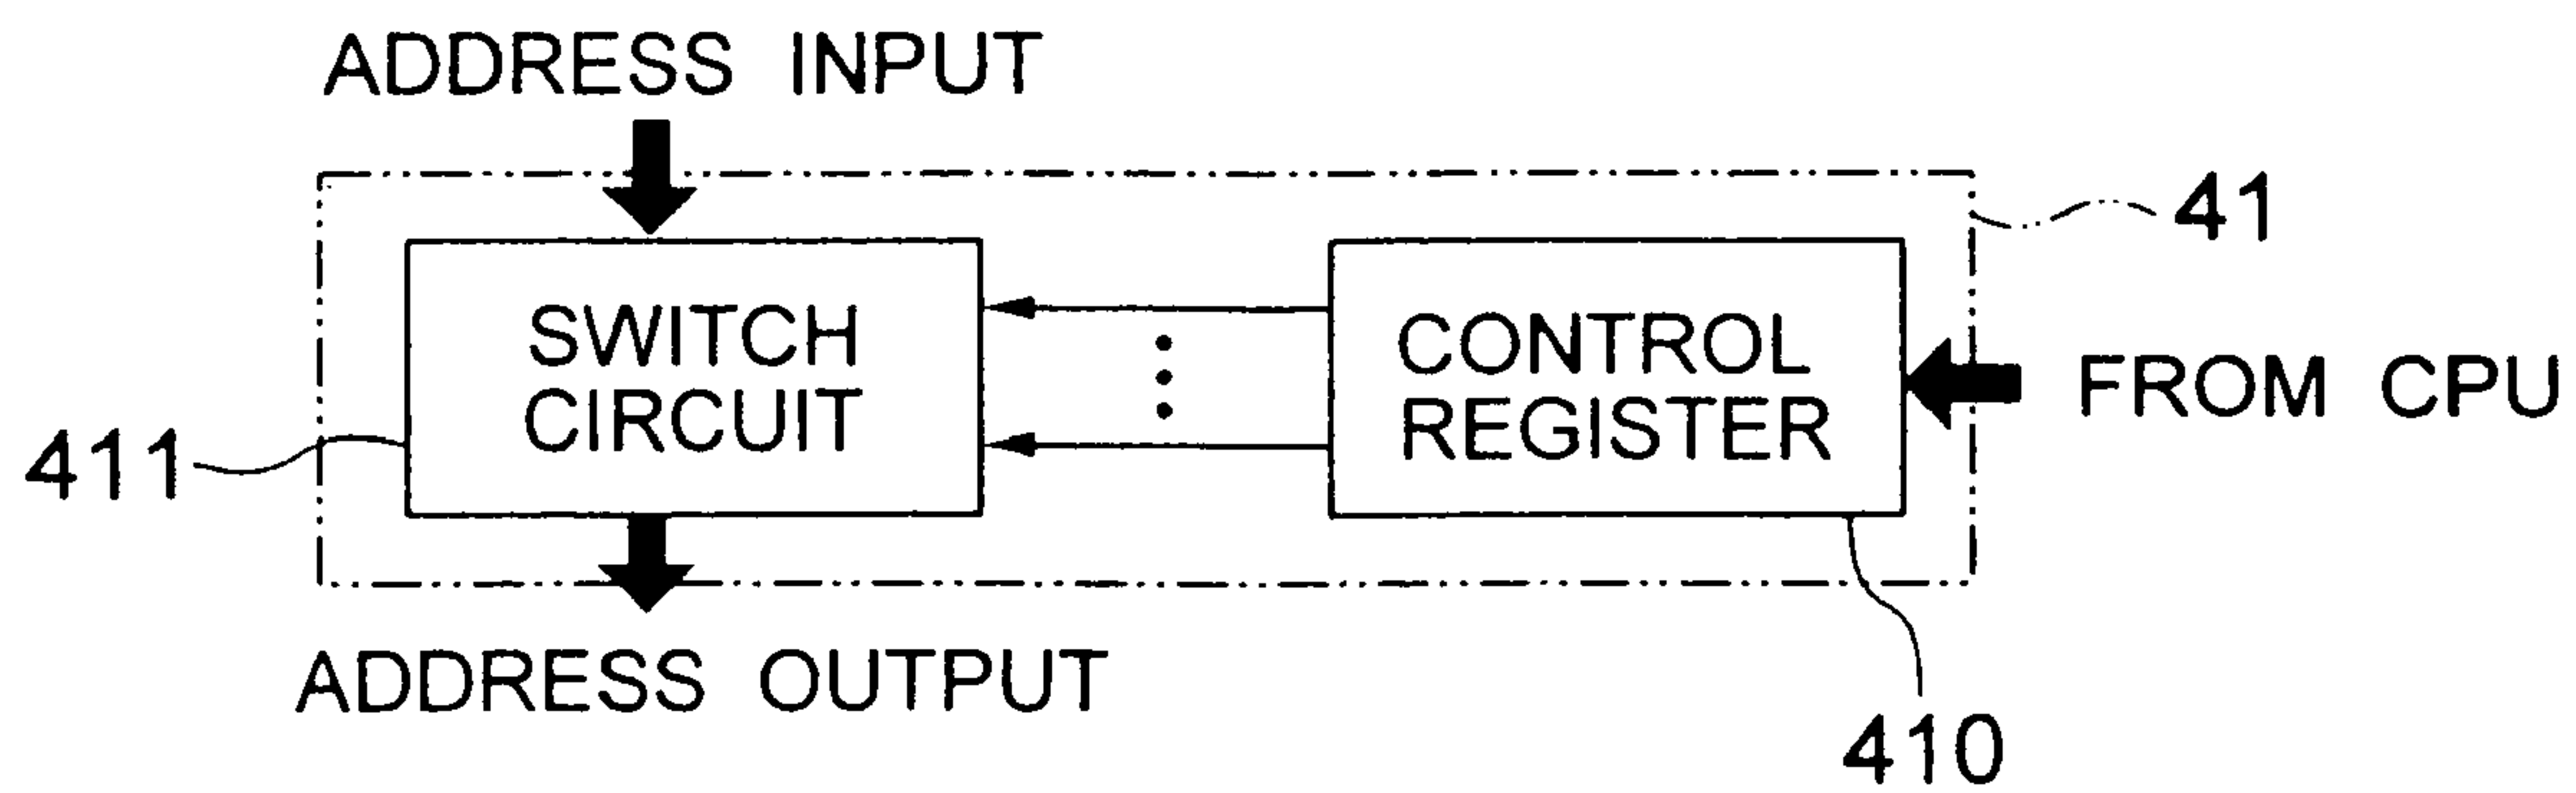 ADDRESS INPUT
41
SWITCH
CIRCUIT
CONTROL
REGISTER
FROM CPU
411
ADDRESS OUTPUT
410